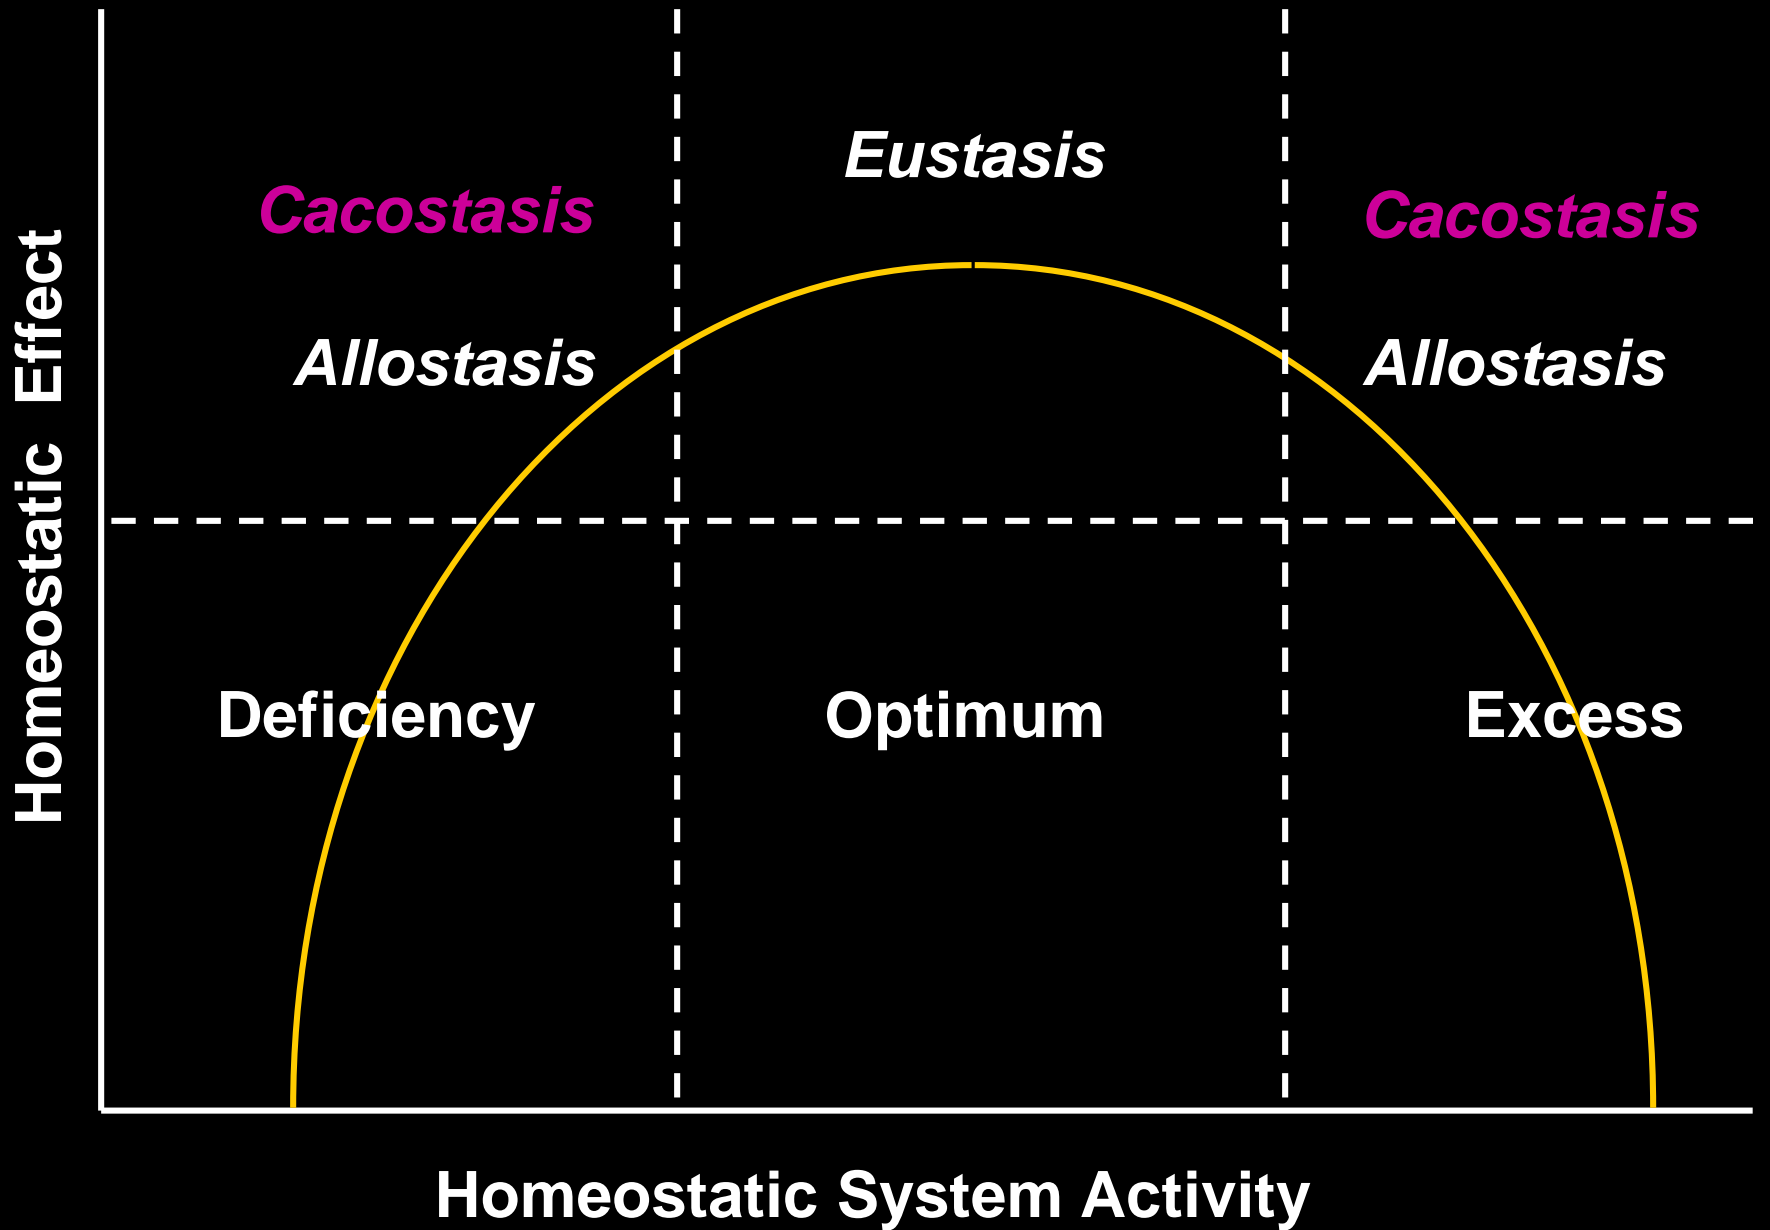 Homeostatic Effect
Eustasis
Cacostasis
Cacostasis
Allostasis
Allostasis
Deficiency
Optimum
Excess
Homeostatic System Activity